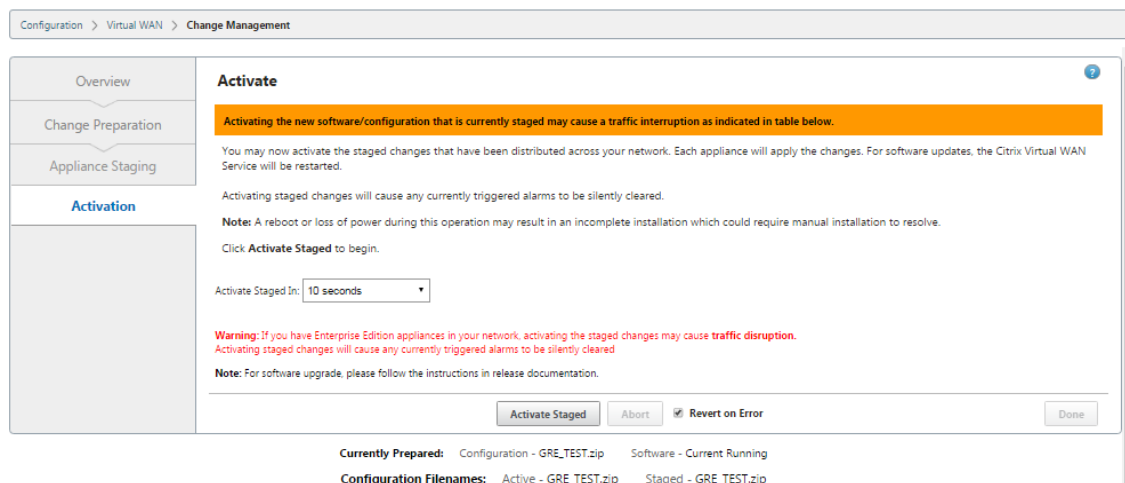 Configuration > Virtual WAN > Change Management
Overview
Change Preparation
Appliance Staging
Activation
Activate
?
Activating the new software/configuration that is currently staged may cause a traffic interruption as indicated in table below.
You may now activate the staged changes that have been distributed across your network. Each appliance will apply the changes. For software updates, the Citrix Virtual WAN
Service will be restarted.
Activating staged changes will cause any currently triggered alarms to be silently cleared.
Note: A reboot or loss of power during this operation may result in an incomplete installation which could require manual installation to resolve.
Click Activate Staged to begin.
Activate Staged In: 10 seconds
Warning: If you have Enterprise Edition appliances in your network, activating the staged changes may cause traffic disruption.
Activating staged changes will cause any currently triggered alarms to be silently cleared
Note: For software upgrade, please follow the instructions in release documentation.
Activate Staged Abort Revert on Error Done
Currently Prepared: Configuration - GRE_TEST.zip Software - Current Running
Configuration Filenames: Active - GRE_TEST.zip Staged - GRE_TEST.zip